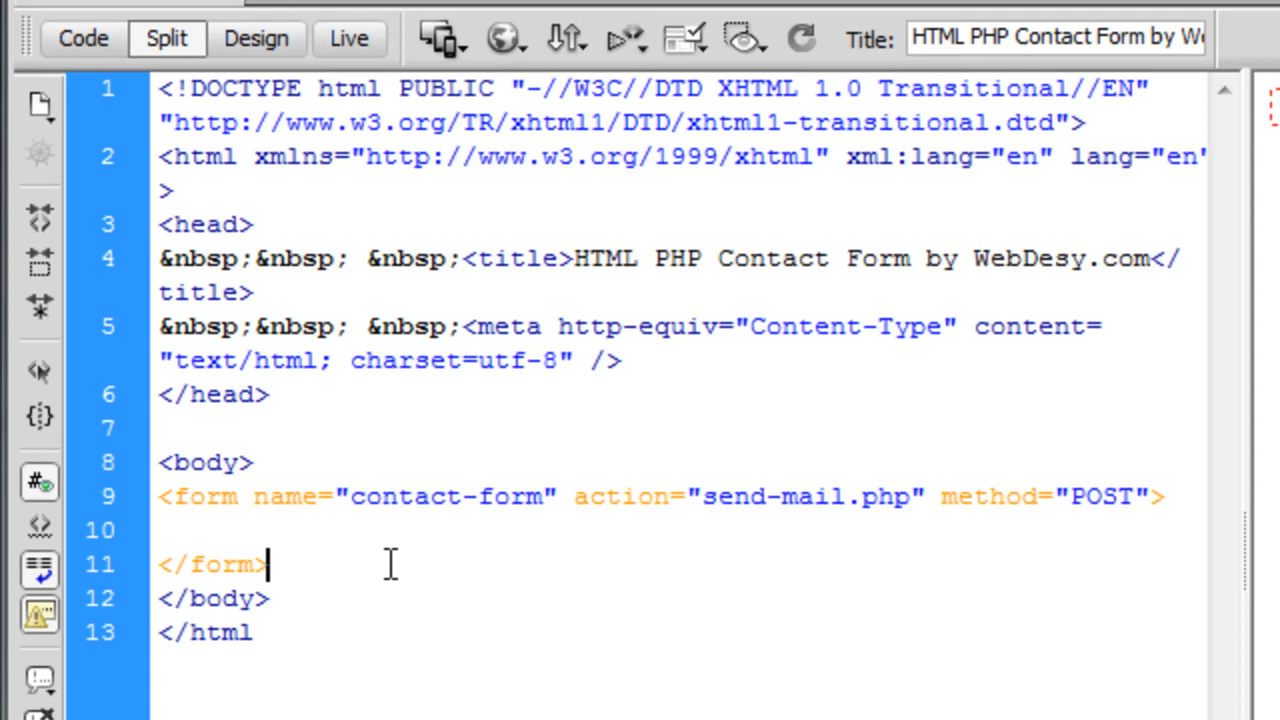 Code Split Design Live Title: HTML PHP Contact Form by We
1 <!DOCTYPE html PUBLIC "-//W3C//DTD XHTML 1.0 Transitional//EN"
"http://www.w3.org/TR/xhtml1/DTD/xhtml1-transitional.dtd">
2 <html xmlns="http://www.w3.org/1999/xhtml" xml:lang="en" lang="en"
>
3 <head>
4 &nbsp;&nbsp; &nbsp;<title>HTML PHP Contact Form by WebDesy.com</
title>
5 &nbsp;&nbsp; &nbsp;<meta http-equiv="Content-Type" content=
"text/html; charset=utf-8" />
6 </head>
7
8 <body>
9 <form name="contact-form" action="send-mail.php" method="POST">
10
11 </form>
12 </body>
13 </html